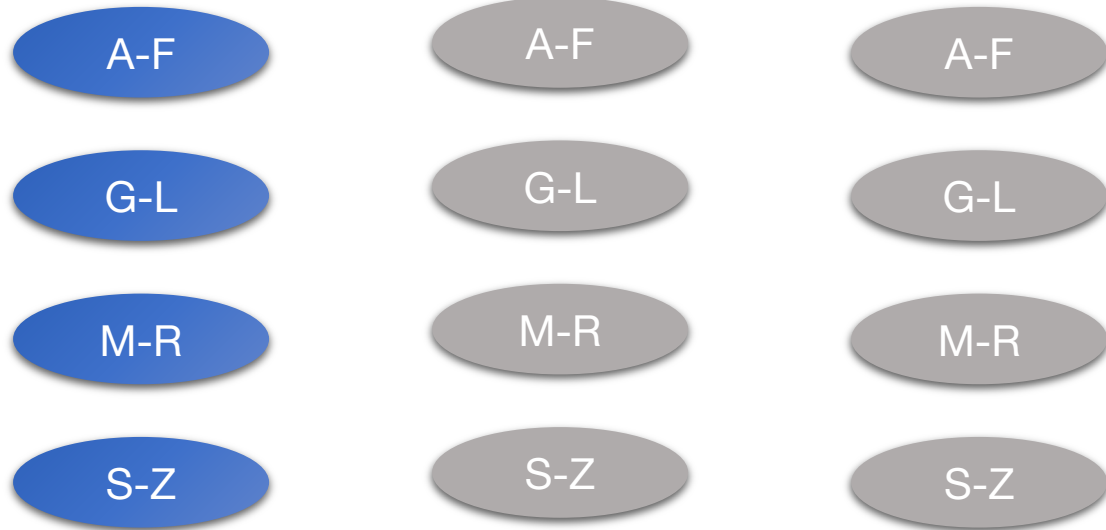 A-F A-F A-F
G-L G-L G-L
M-R M-R M-R
S-Z S-Z S-Z